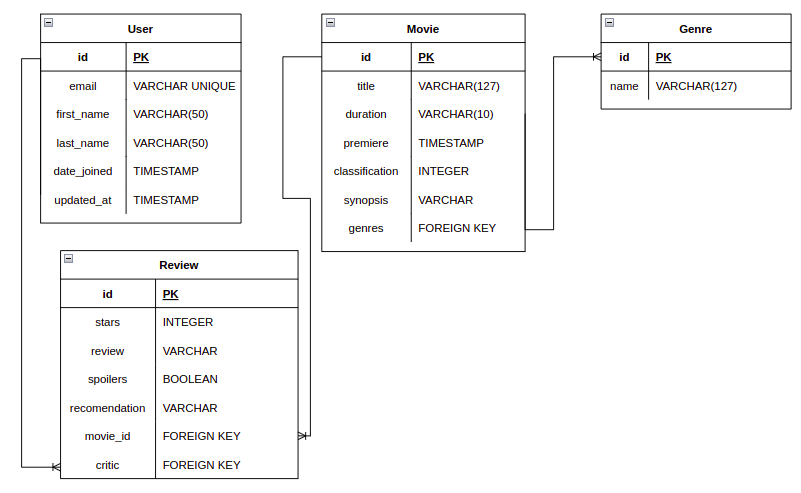 User
id PK
email VARCHAR UNIQUE
first_name VARCHAR(50)
last_name VARCHAR(50)
date_joined TIMESTAMP
updated_at TIMESTAMP
Movie
id PK
title VARCHAR(127)
duration VARCHAR(10)
premiere TIMESTAMP
classification INTEGER
synopsis VARCHAR
genres FOREIGN KEY
Genre
id PK
name VARCHAR(127)
Review
id PK
stars INTEGER
review VARCHAR
spoilers BOOLEAN
recomendation VARCHAR
movie_id FOREIGN KEY
critic FOREIGN KEY